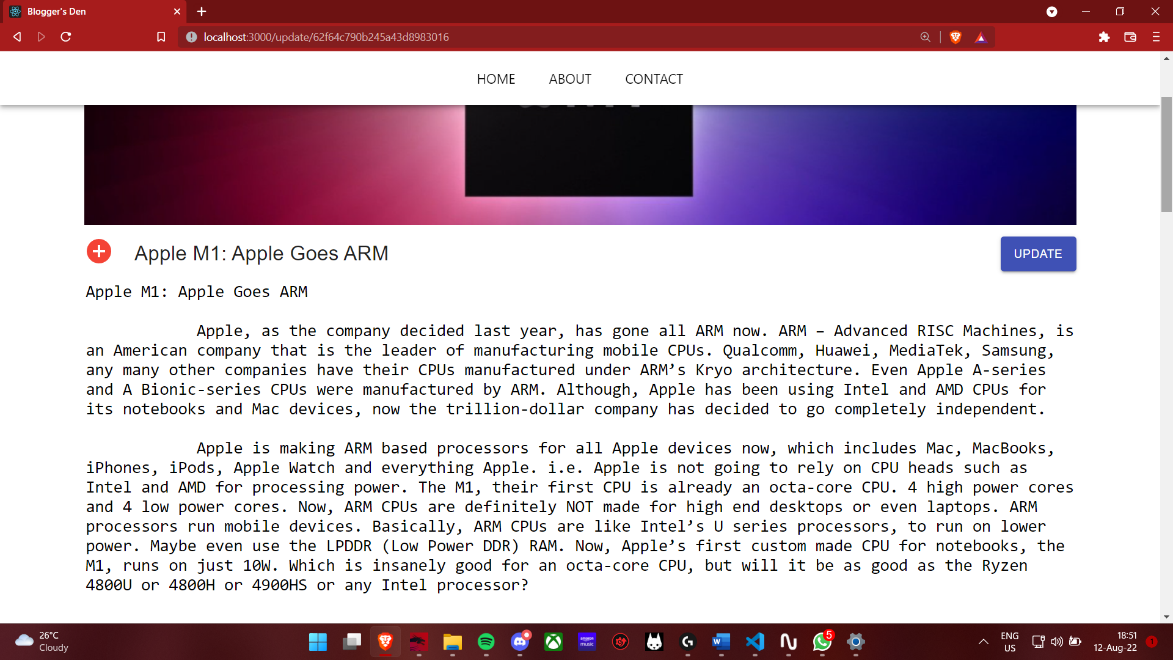 Blogger's Den
localhost:3000/update/62f64c790b245a43d8983016
HOME ABOUT CONTACT
Apple M1: Apple Goes ARM
UPDATE
Apple M1: Apple Goes ARM
Apple, as the company decided last year, has gone all ARM now. ARM – Advanced RISC Machines, is
an American company that is the leader of manufacturing mobile CPUs. Qualcomm, Huawei, MediaTek, Samsung,
any many other companies have their CPUs manufactured under ARM’s Kryo architecture. Even Apple A-series
and A Bionic-series CPUs were manufactured by ARM. Although, Apple has been using Intel and AMD CPUs for
its notebooks and Mac devices, now the trillion-dollar company has decided to go completely independent.
Apple is making ARM based processors for all Apple devices now, which includes Mac, MacBooks,
iPhones, iPods, Apple Watch and everything Apple. i.e. Apple is not going to rely on CPU heads such as
Intel and AMD for processing power. The M1, their first CPU is already an octa-core CPU. 4 high power cores
and 4 low power cores. Now, ARM CPUs are definitely NOT made for high end desktops or even laptops. ARM
processors run mobile devices. Basically, ARM CPUs are like Intel’s U series processors, to run on lower
power. Maybe even use the LPDDR (Low Power DDR) RAM. Now, Apple’s first custom made CPU for notebooks, the
M1, runs on just 10W. Which is insanely good for an octa-core CPU, but will it be as good as the Ryzen
4800U or 4800H or 4900HS or any Intel processor?
26°C
Cloudy
amazon
music
5
ENG
US
18:51
12-Aug-22
1